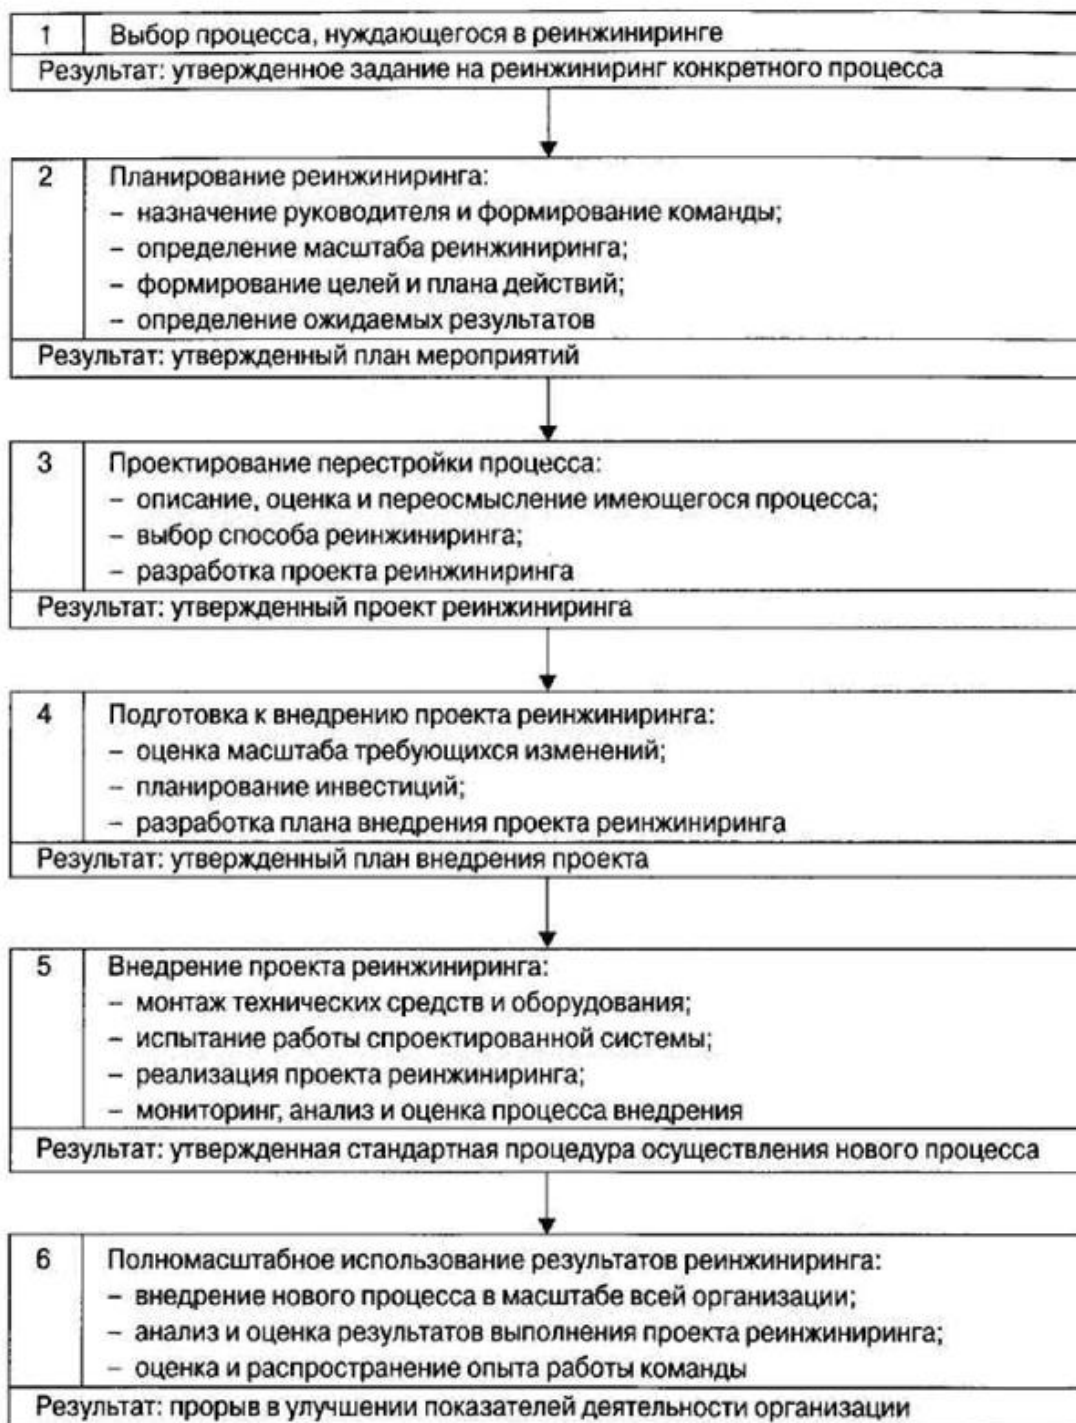 1 Выбор процесса, нуждающегося в реинжиниринге
Результат: утвержденное задание на реинжиниринг конкретного процесса
2 Планирование реинжиниринга:
– назначение руководителя и формирование команды;
– определение масштаба реинжиниринга;
– формирование целей и плана действий;
– определение ожидаемых результатов
Результат: утвержденный план мероприятий
3 Проектирование перестройки процесса:
– описание, оценка и переосмысление имеющегося процесса;
– выбор способа реинжиниринга;
– разработка проекта реинжиниринга
Результат: утвержденный проект реинжиниринга
4 Подготовка к внедрению проекта реинжиниринга:
– оценка масштаба требующихся изменений;
– планирование инвестиций;
– разработка плана внедрения проекта реинжиниринга
Результат: утвержденный план внедрения проекта
5 Внедрение проекта реинжиниринга:
– монтаж технических средств и оборудования;
– испытание работы спроектированной системы;
– реализация проекта реинжиниринга;
– мониторинг, анализ и оценка процесса внедрения
Результат: утвержденная стандартная процедура осуществления нового процесса
6 Полномасштабное использование результатов реинжиниринга:
– внедрение нового процесса в масштабе всей организации;
– анализ и оценка результатов выполнения проекта реинжиниринга;
– оценка и распространение опыта работы команды
Результат: прорыв в улучшении показателей деятельности организации